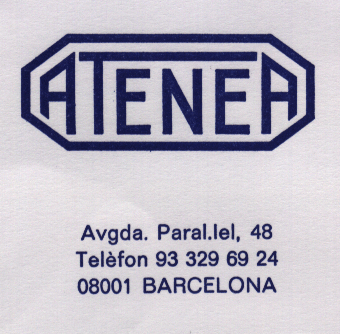 ATENEA
Avgda. Paral.lel, 48
Telèfon 93 329 69 24
08001 BARCELONA